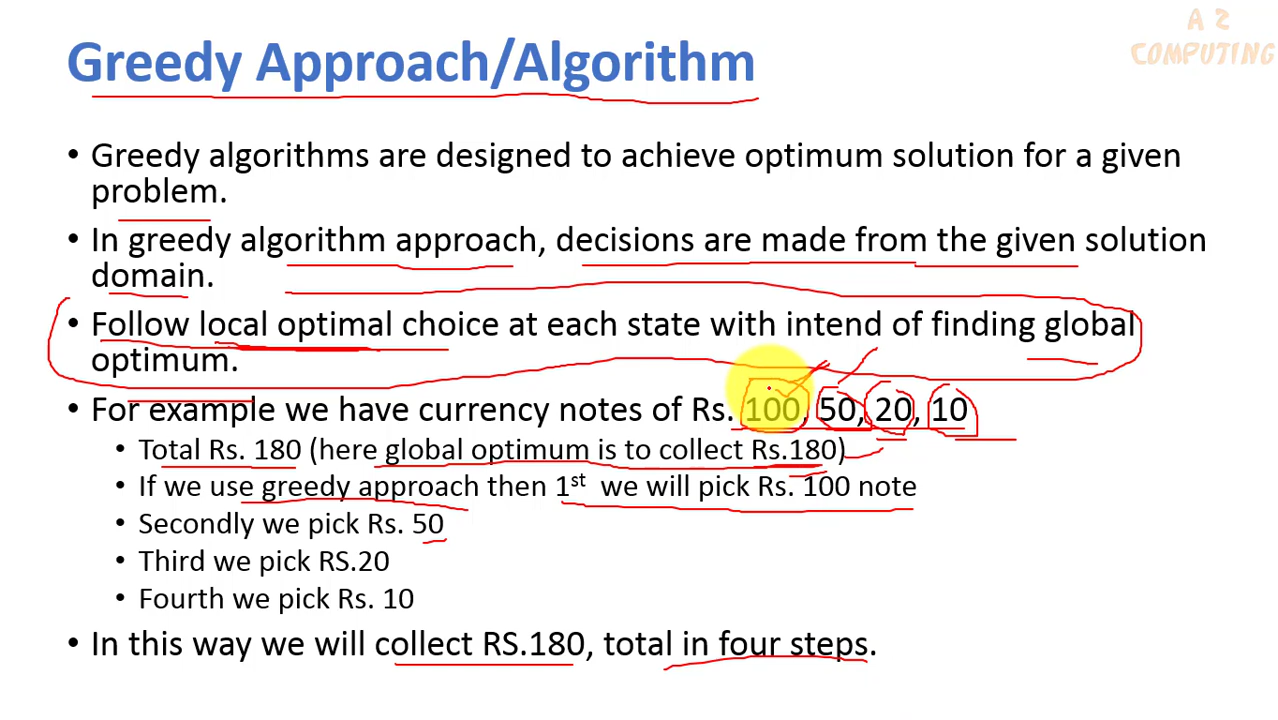 A Z
COMPUTING
Greedy Approach/Algorithm
• Greedy algorithms are designed to achieve optimum solution for a given
problem.
• In greedy algorithm approach, decisions are made from the given solution
domain.
• Follow local optimal choice at each state with intend of finding global
optimum.
• For example we have currency notes of Rs. 100, 50, 20, 10
• Total Rs. 180 (here global optimum is to collect Rs.180)
• If we use greedy approach then 1st we will pick Rs. 100 note
• Secondly we pick Rs. 50
• Third we pick RS.20
• Fourth we pick Rs. 10
• In this way we will collect RS.180, total in four steps.